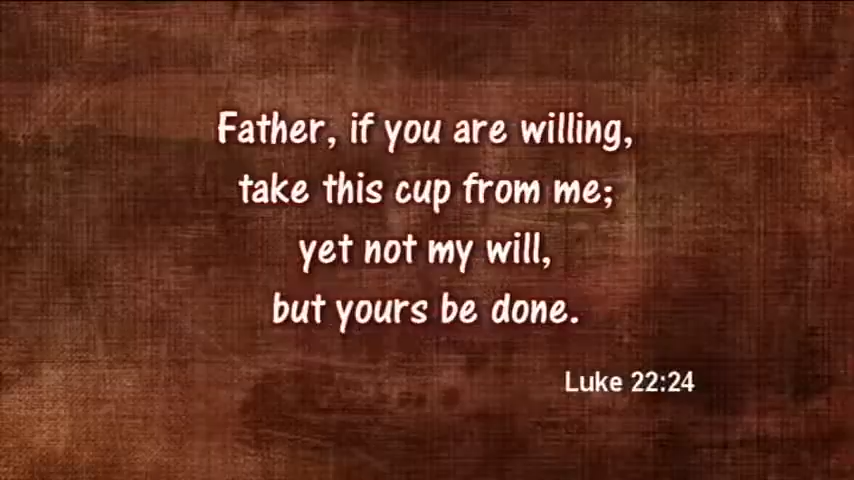 Father, if you are willing,
take this cup from me;
yet not my will,
but yours be done.
Luke 22:24